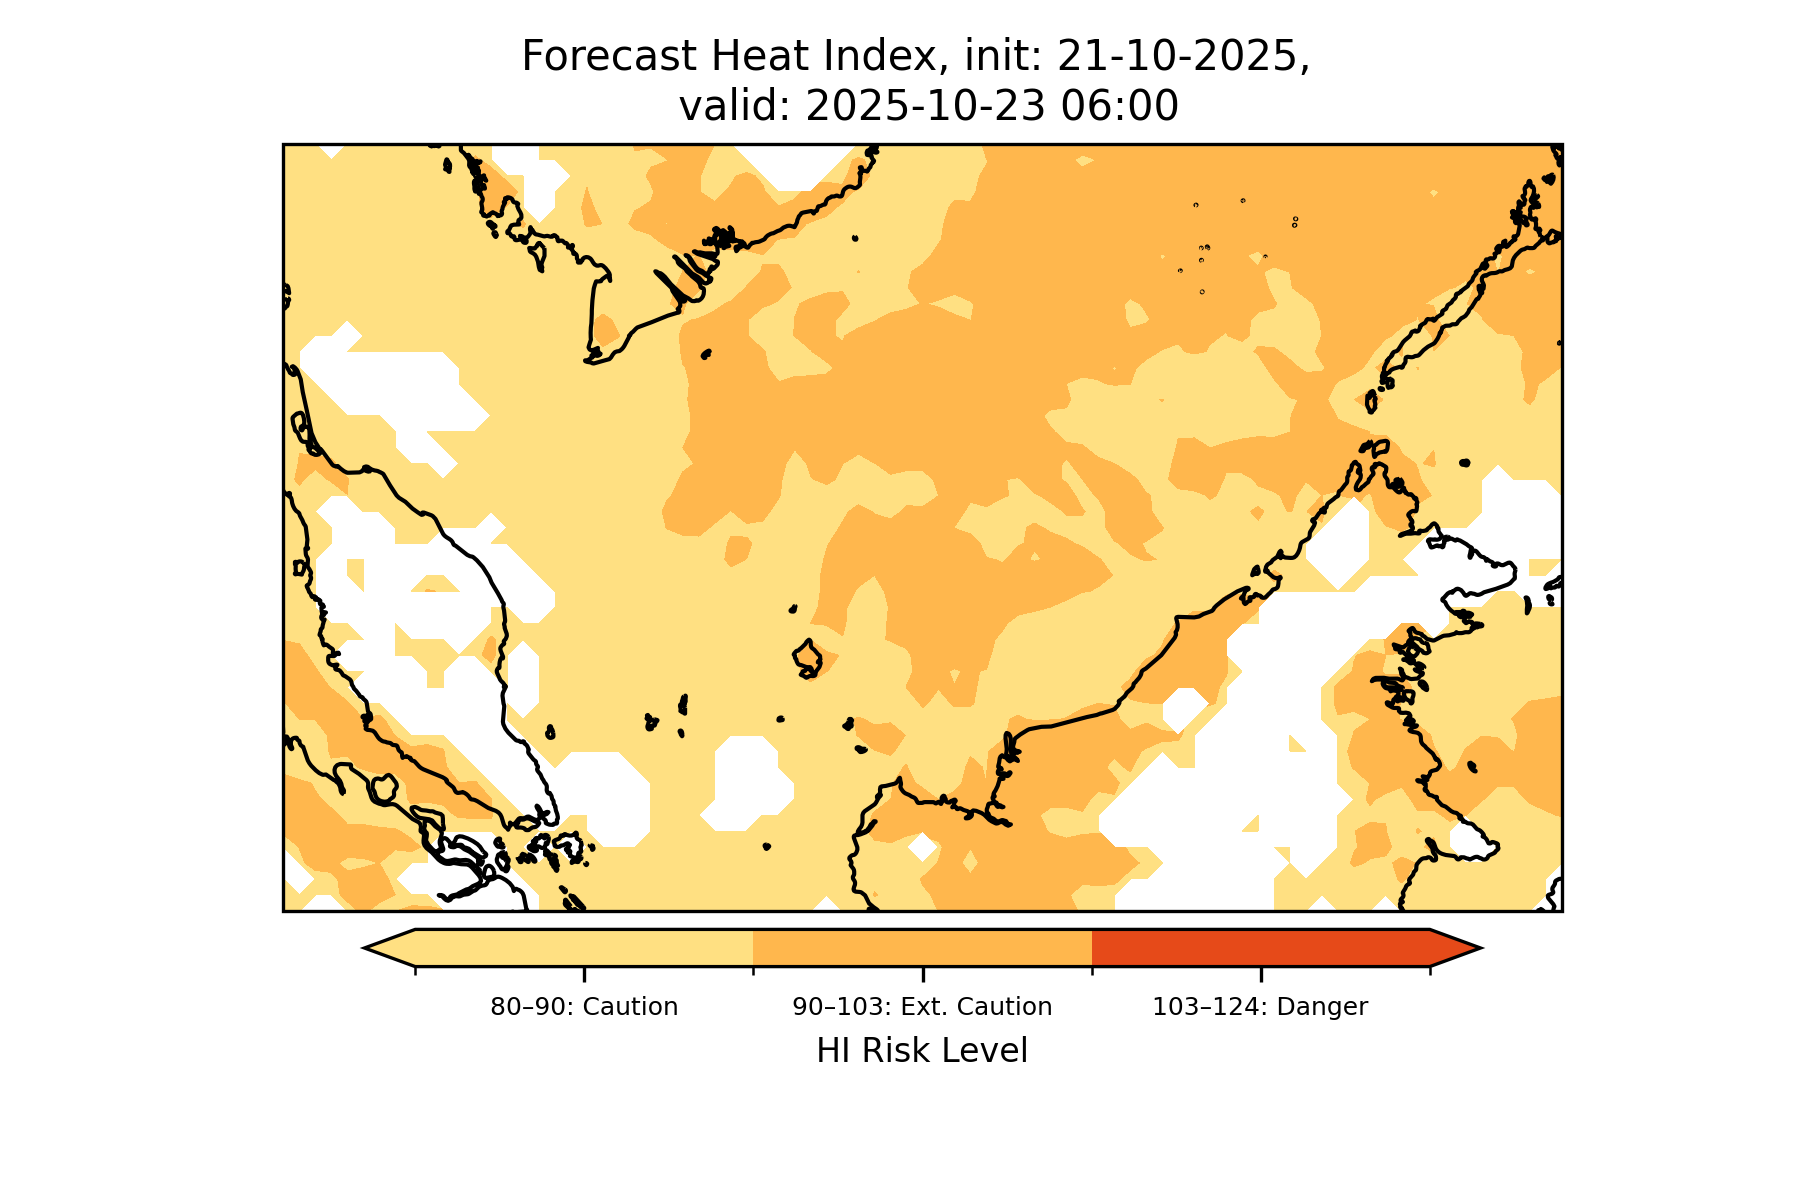 Forecast Heat Index, init: 21-10-2025,
valid: 2025-10-23 06:00
80–90: Caution
90–103: Ext. Caution
103–124: Danger
HI Risk Level